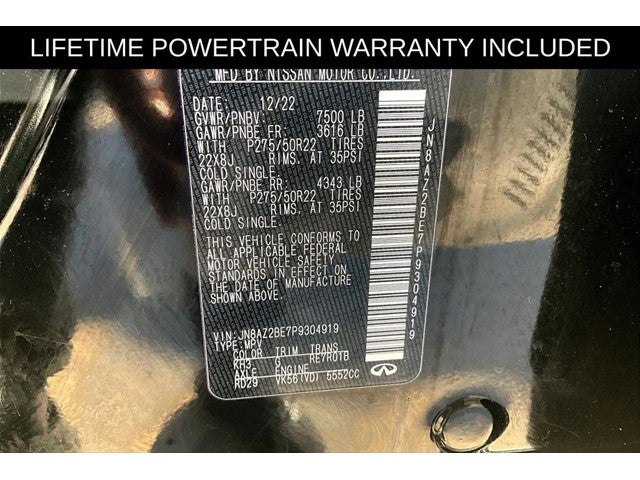 LIFETIME POWERTRAIN WARRANTY INCLUDED
MFD BY NISSAN MOTOR CO.,LTD.
DATE: 12/22
GVWR/PNBV: 7500 LB
GAWR/PNBE FR: 3616 LB
WITH P275/50R22 TIRES
22X8J RIMS, AT 35PSI
COLD SINGLE.
GAWR/PNBE RR: 4343 LB
WITH P275/50R22 TIRES
22X8J RIMS, AT 35PSI
COLD SINGLE.
THIS VEHICLE CONFORMS TO
ALL APPLICABLE FEDERAL
MOTOR VEHICLE SAFETY
STANDARDS IN EFFECT ON
THE DATE OF MANUFACTURE
SHOWN ABOVE.
VIN: JN8AZ2BE7P9304919
TYPE: MPV
COLOR TRIM TRANS
KH3 G RE7R01B
AXLE ENGINE
RD29 VK56(VD) 5552CC
JN8AZ2BE7P9304919
INFINITI